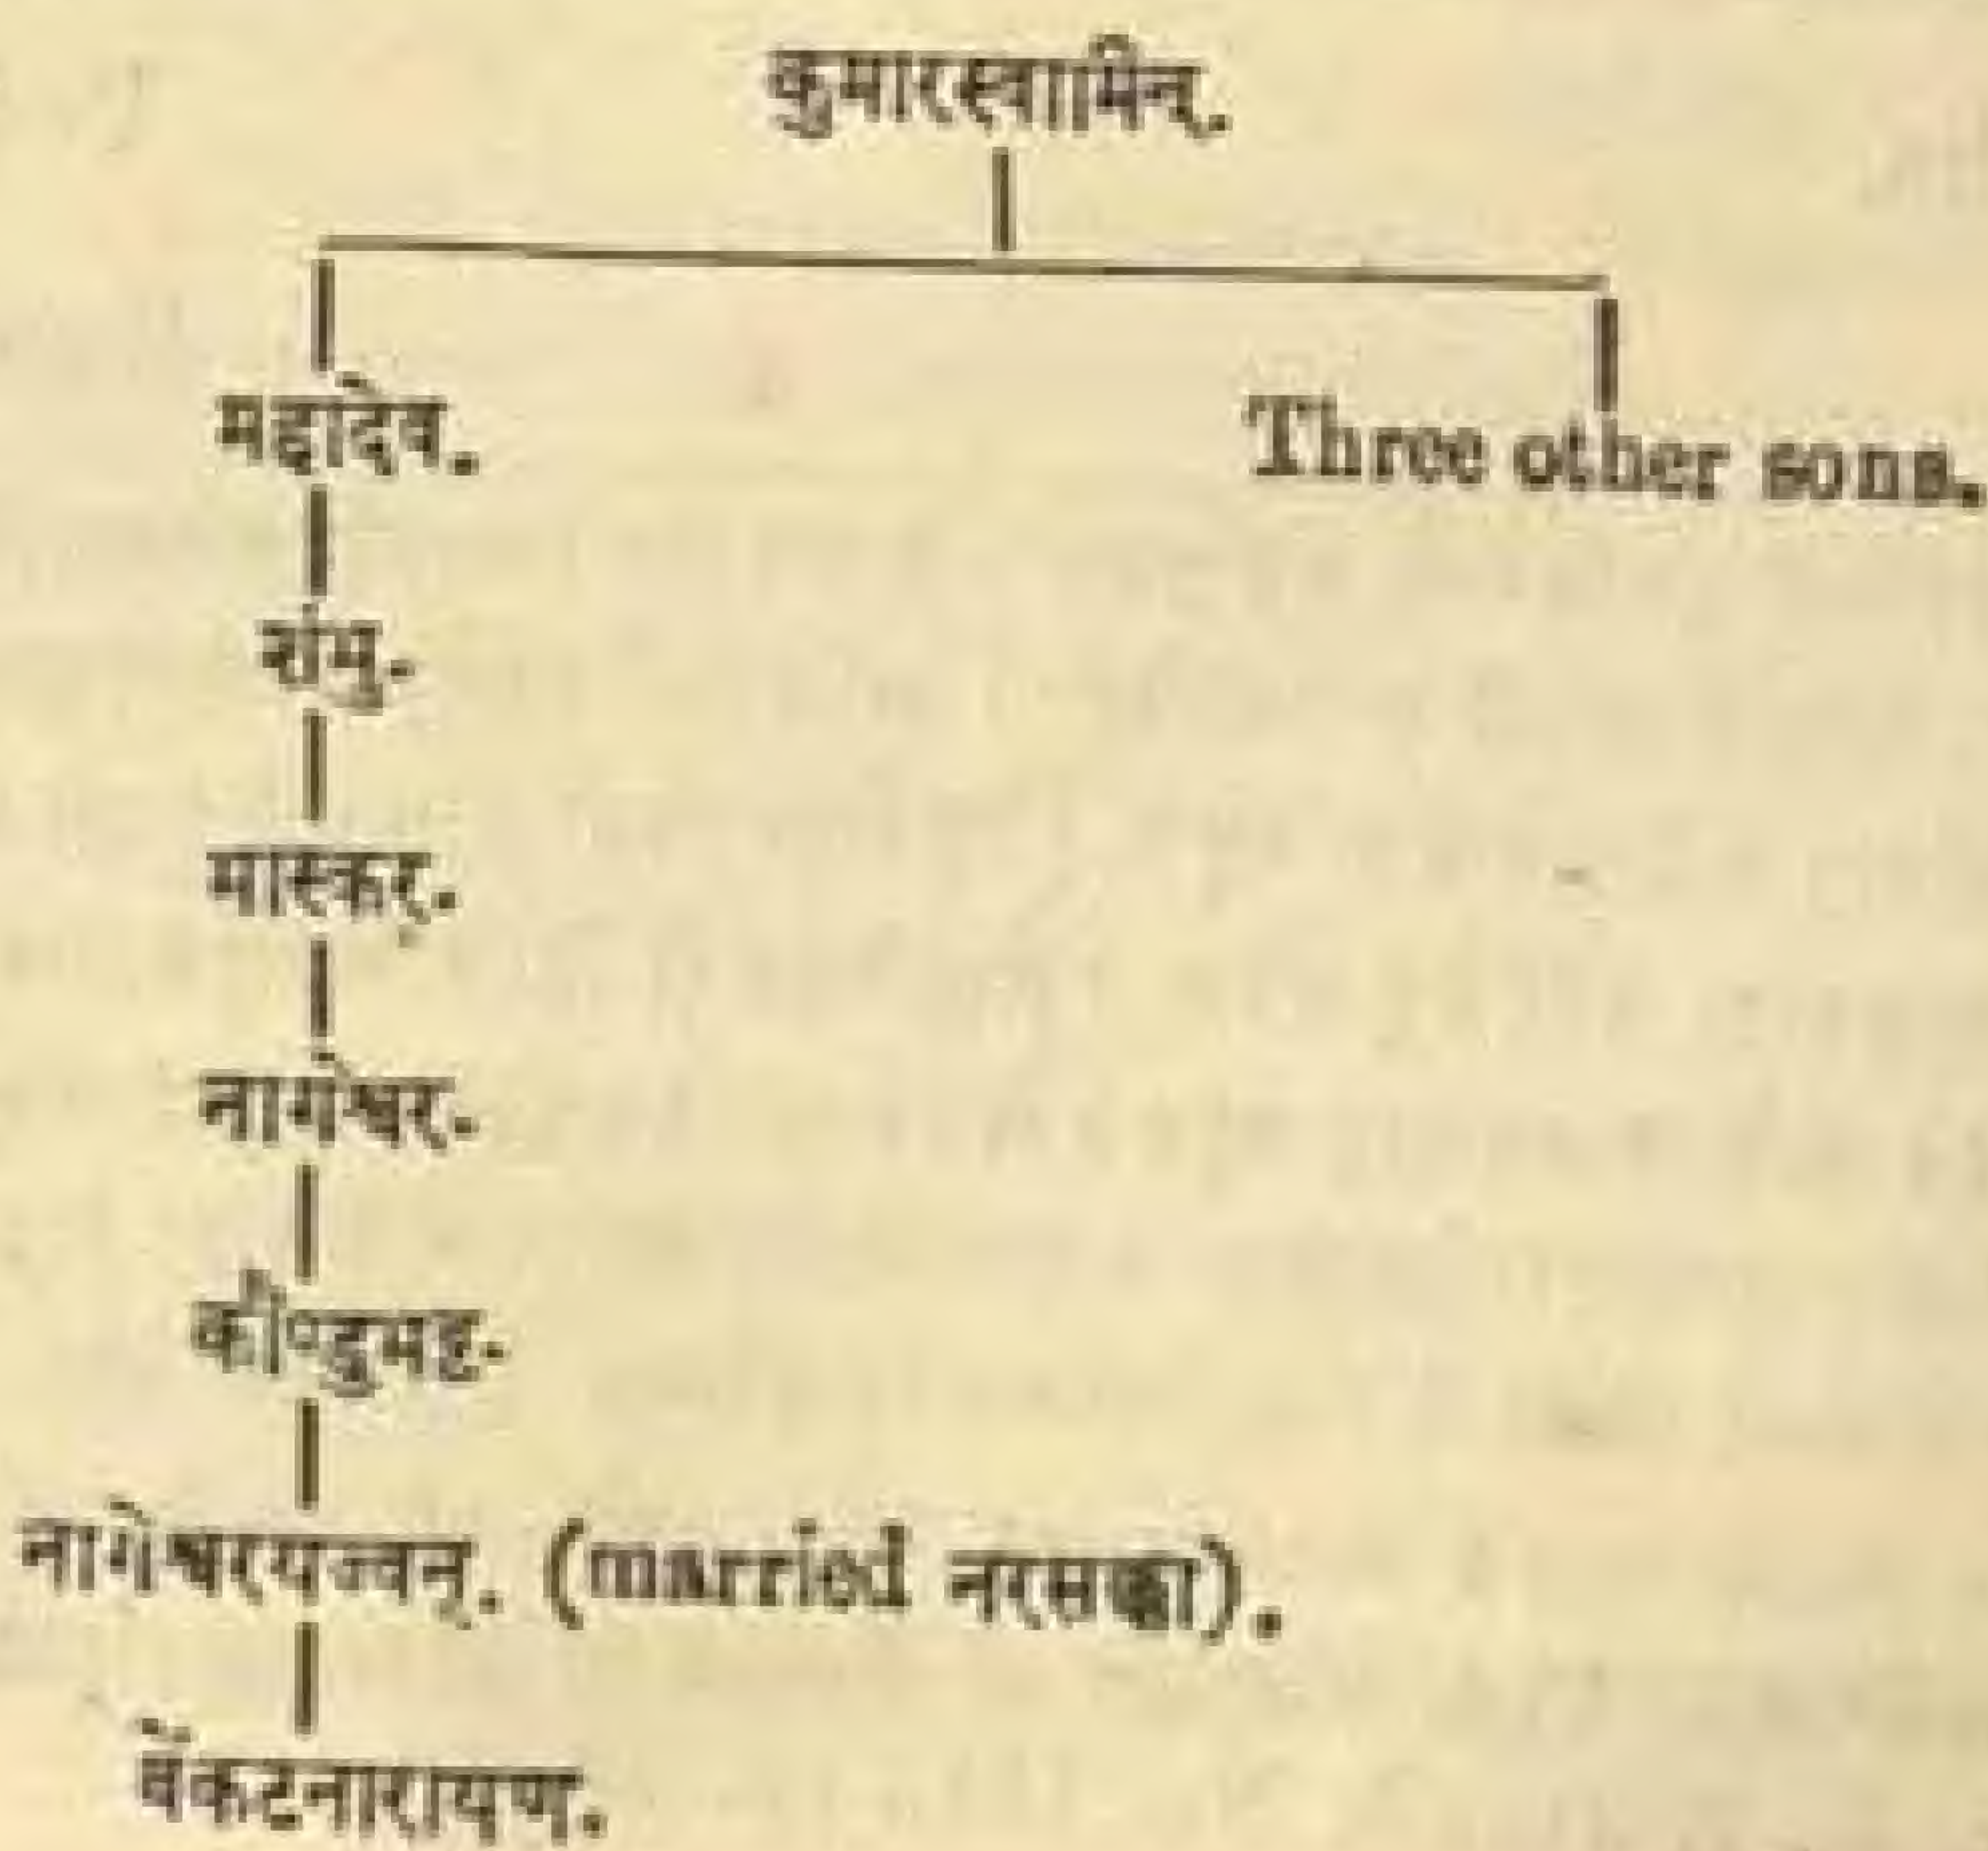 कुमारस्वामिन्.
महादेव. Three other sons.
शंभु.
भास्कर.
नागेश्वर.
कोण्डुभट्ट.
नागेश्वरयज्वन्. (married नरसक्का).
वेंकटनारायण.